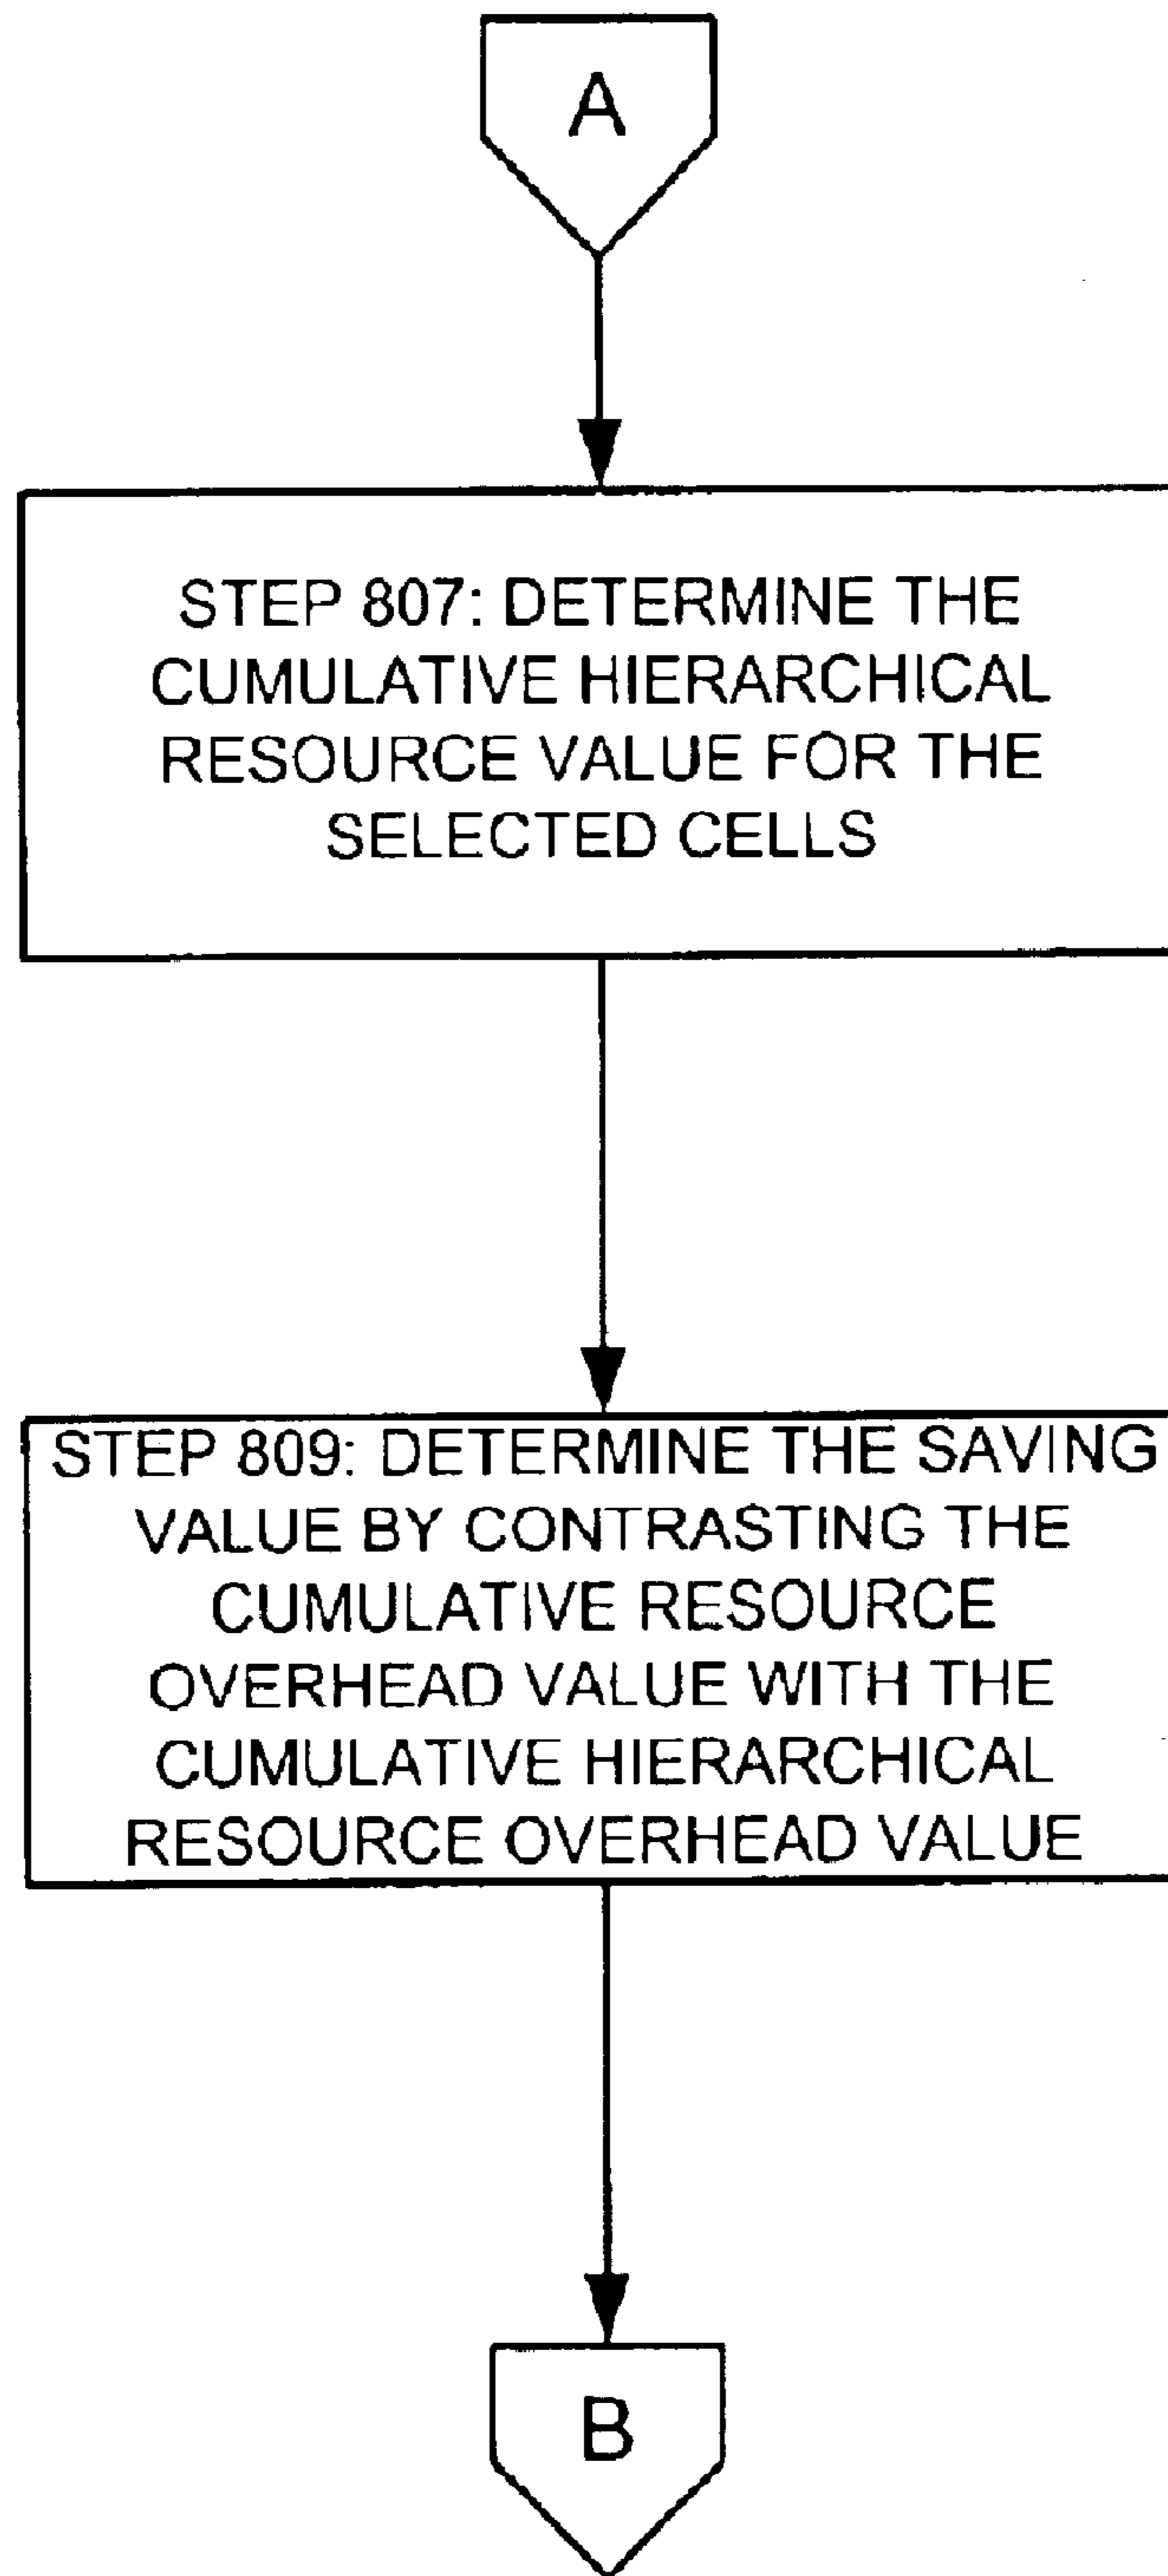 A
STEP 807: DETERMINE THE
CUMULATIVE HIERARCHICAL
RESOURCE VALUE FOR THE
SELECTED CELLS
STEP 809: DETERMINE THE SAVING
VALUE BY CONTRASTING THE
CUMULATIVE RESOURCE
OVERHEAD VALUE WITH THE
CUMULATIVE HIERARCHICAL
RESOURCE OVERHEAD VALUE
B